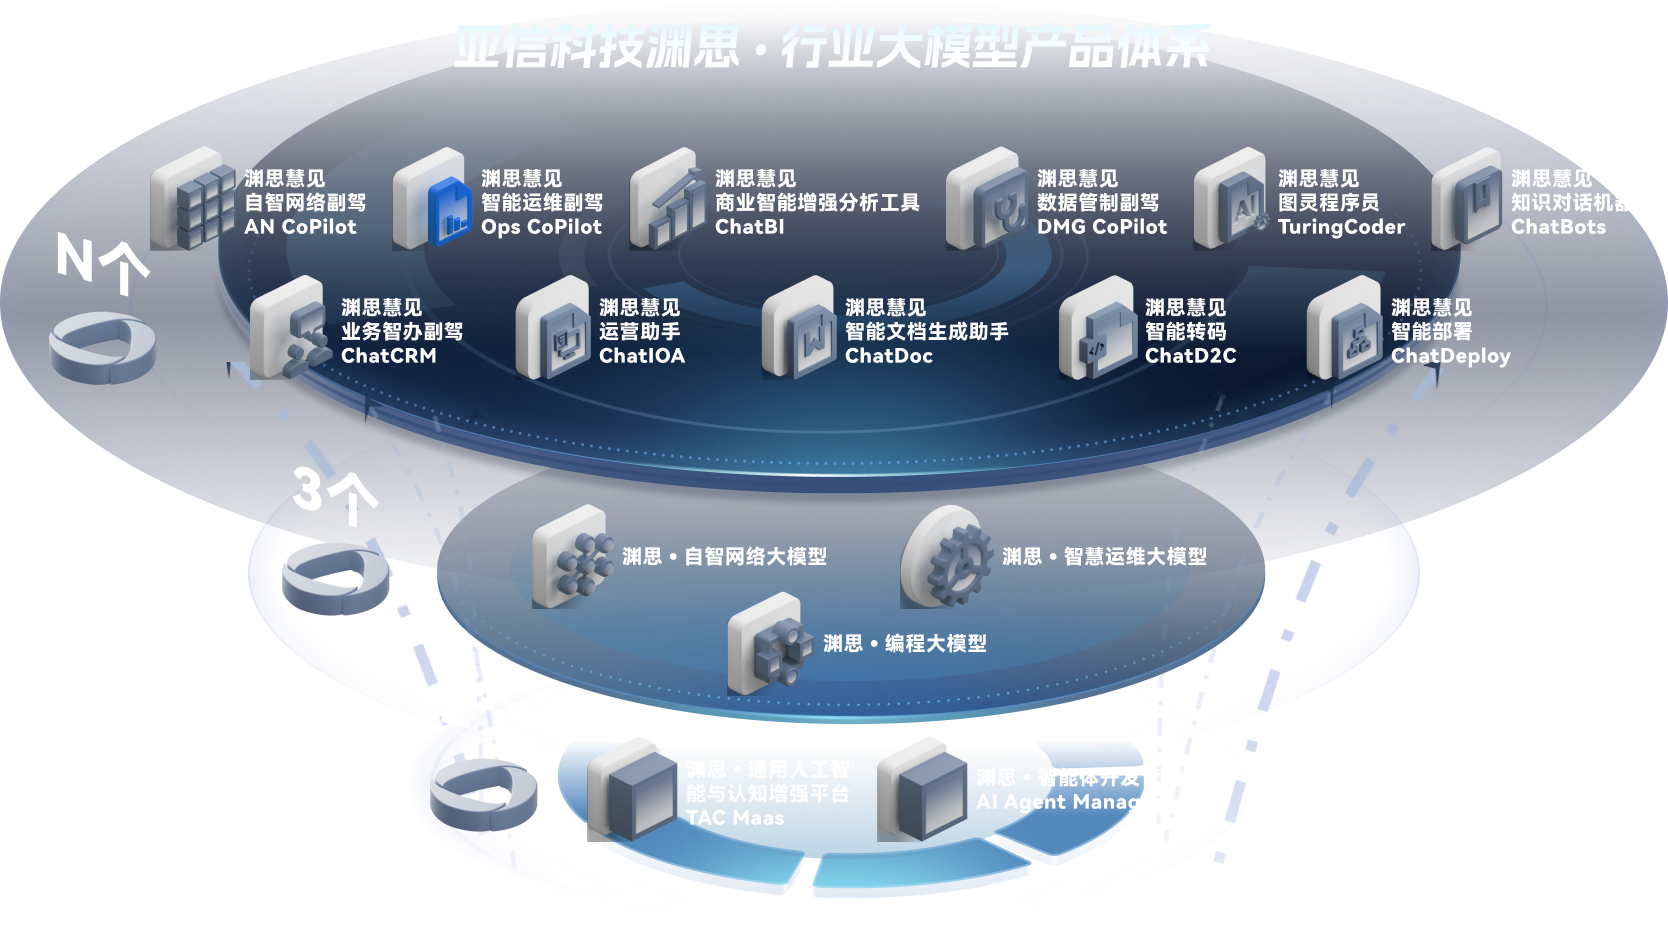 亚信科技渊思·行业大模型产品体系
N个
渊思慧见
自智网络副驾
AN CoPilot
渊思慧见
智能运维副驾
Ops CoPilot
渊思慧见
商业智能增强分析工具
ChatBI
渊思慧见
数据管制副驾
DMG CoPilot
渊思慧见
图灵程序员
TuringCoder
渊思慧见
知识对话机器
ChatBots
渊思慧见
业务智办副驾
ChatCRM
渊思慧见
运营助手
ChatIOA
渊思慧见
智能文档生成助手
ChatDoc
渊思慧见
智能转码
ChatD2C
渊思慧见
智能部署
ChatDeploy
3个
渊思·自智网络大模型
渊思·智慧运维大模型
渊思·编程大模型
渊思·通用人工智
能与认知增强平台
TAC Maas
渊思·智能体开发
AI Agent Manag